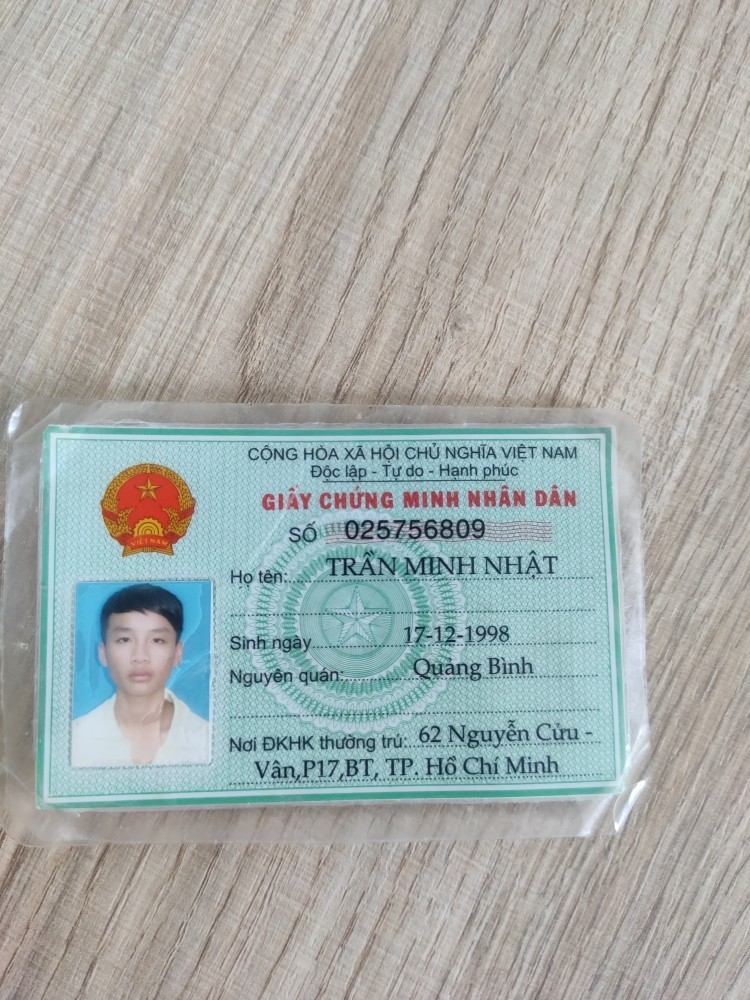 CỘNG HÒA XÃ HỘI CHỦ NGHĨA VIỆT NAM
Độc lập - Tự do - Hạnh phúc
GIẤY CHỨNG MINH NHÂN DÂN
SỐ 025756809
Họ tên: TRẦN MINH NHẬT
Sinh ngày 17-12-1998
Nguyên quán: Quảng Bình
Nơi ĐKHK thường trú: 62 Nguyễn Cửu -
Vân,P17,BT, TP. Hồ Chí Minh
VIỆT NAM